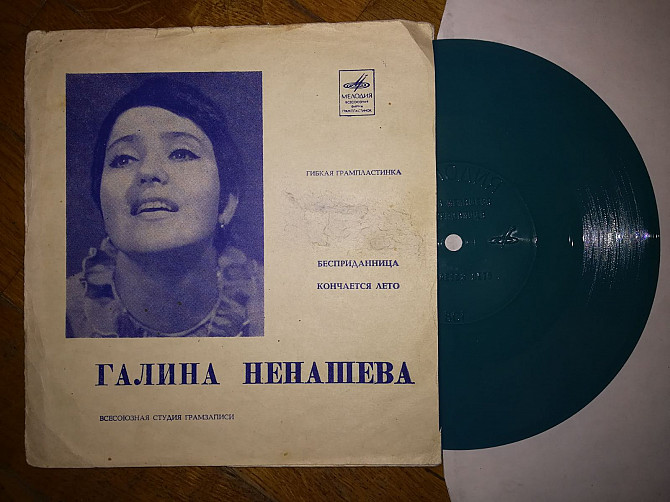 МЕЛОДИЯ
ВСЕСОЮЗНАЯ
ФИРМА
ГРАМПЛАСТИНОК
ГИБКАЯ ГРАМПЛАСТИНКА
БЕСПРИДАННИЦА
КОНЧАЕТСЯ ЛЕТО
ГАЛИНА НЕНАШЕВА
ВСЕСОЮЗНАЯ СТУДИЯ ГРАМЗАПИСИ